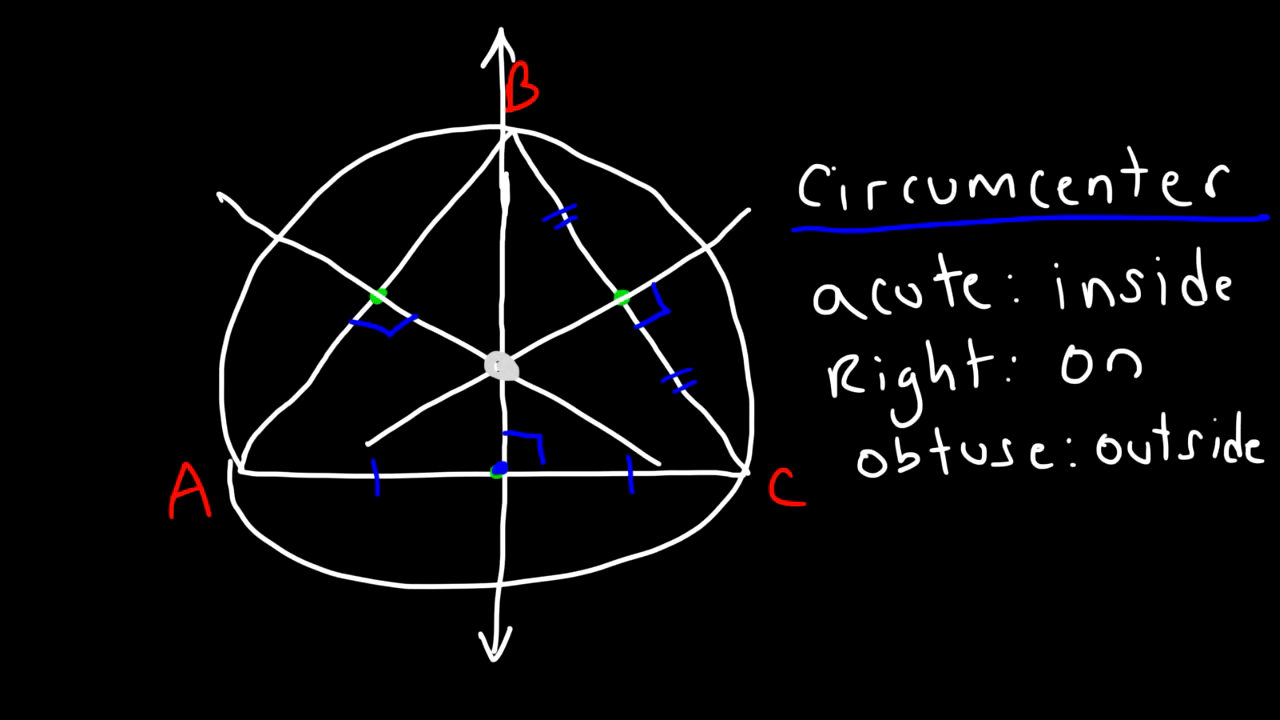 B
A
C
Circumcenter
acute: inside
Right: on
obtuse: outside